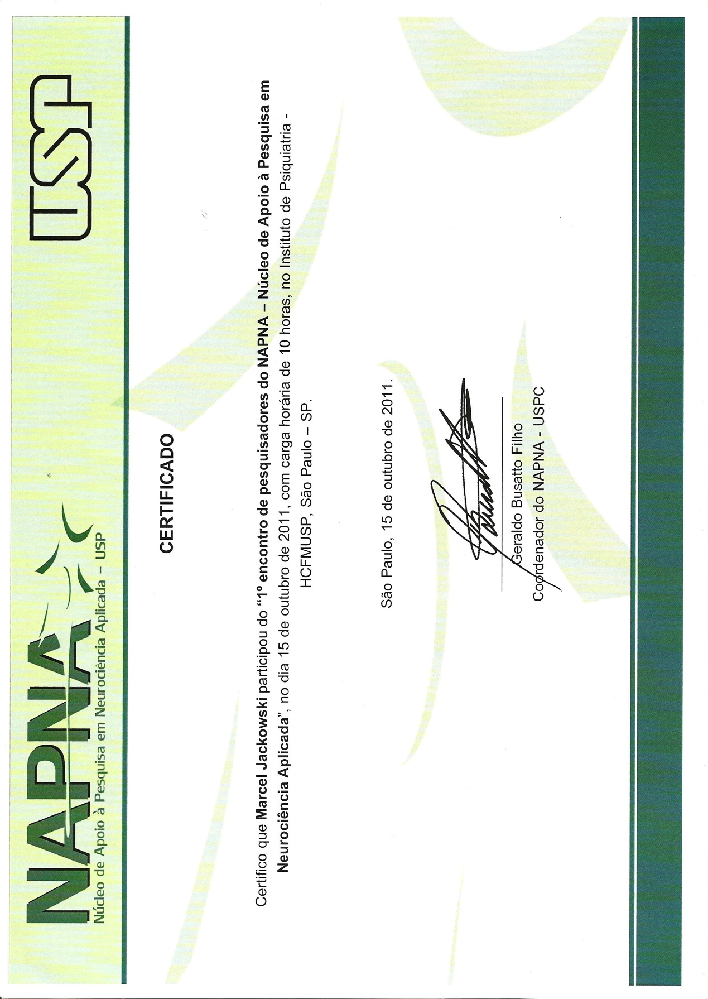 NAPNA
Núcleo de Apoio à Pesquisa em Neurociência Aplicada – USP
USP
CERTIFICADO
Certifico que Marcel Jackowski participou do “1º encontro de pesquisadores do NAPNA – Núcleo de Apoio à Pesquisa em
Neurociência Aplicada”, no dia 15 de outubro de 2011, com carga horária de 10 horas, no Instituto de Psiquiatria -
HCFMUSP, São Paulo – SP.
São Paulo, 15 de outubro de 2011.
Geraldo Busatto Filho
Coordenador do NAPNA - USPC